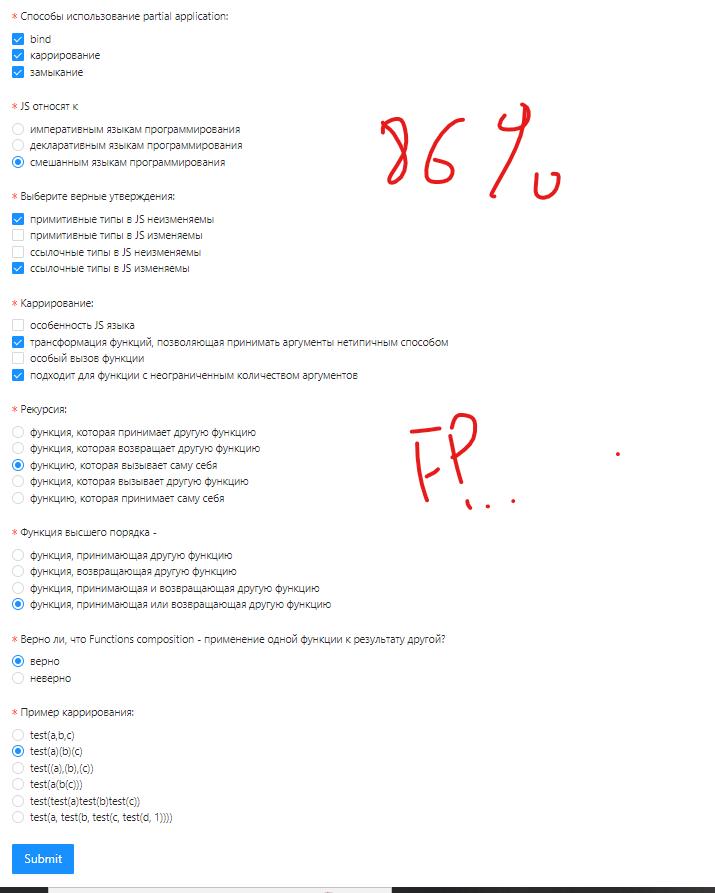 * Способы использование partial application:
bind
каррирование
замыкание
* JS относят к
императивным языкам программирования
декларативным языкам программирования
смешанным языкам программирования
86%
* Выберите верные утверждения:
примитивные типы в JS неизменяемы
примитивные типы в JS изменяемы
ссылочные типы в JS неизменяемы
ссылочные типы в JS изменяемы
* Каррирование:
особенность JS языка
трансформация функций, позволяющая принимать аргументы нетипичным способом
особый вызов функции
подходит для функции с неограниченным количеством аргументов
* Рекурсия:
функция, которая принимает другую функцию
функция, которая возвращает другую функцию
функцию, которая вызывает саму себя
функция, которая вызывает другую функцию
функцию, которая принимает саму себя
FP...
* Функция высшего порядка -
функция, принимающая другую функцию
функция, возвращающая другую функцию
функция, принимающая и возвращающая другую функцию
функция, принимающая или возвращающая другую функцию
* Верно ли, что Functions composition - применение одной функции к результату другой?
верно
неверно
* Пример каррирования:
test(a,b,c)
test(a)(b)(c)
test((a),(b),(c))
test(a(b(c)))
test(test(a)test(b)test(c))
test(a, test(b, test(c, test(d, 1))))
Submit